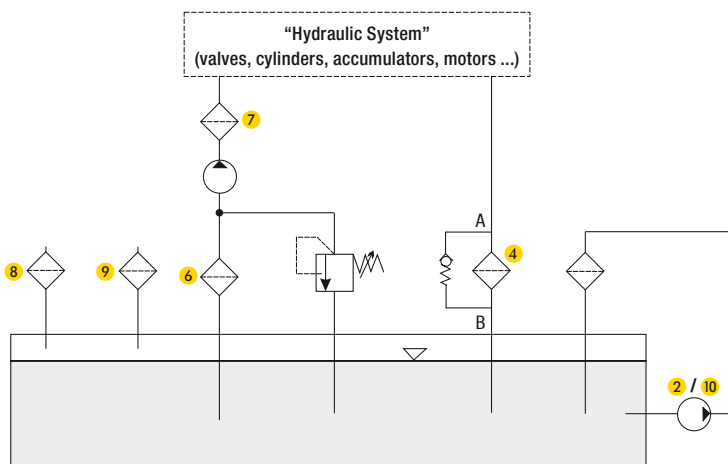 “Hydraulic System”
(valves, cylinders, accumulators, motors ...)
7
A
8
9
6
4
B
2 / 10